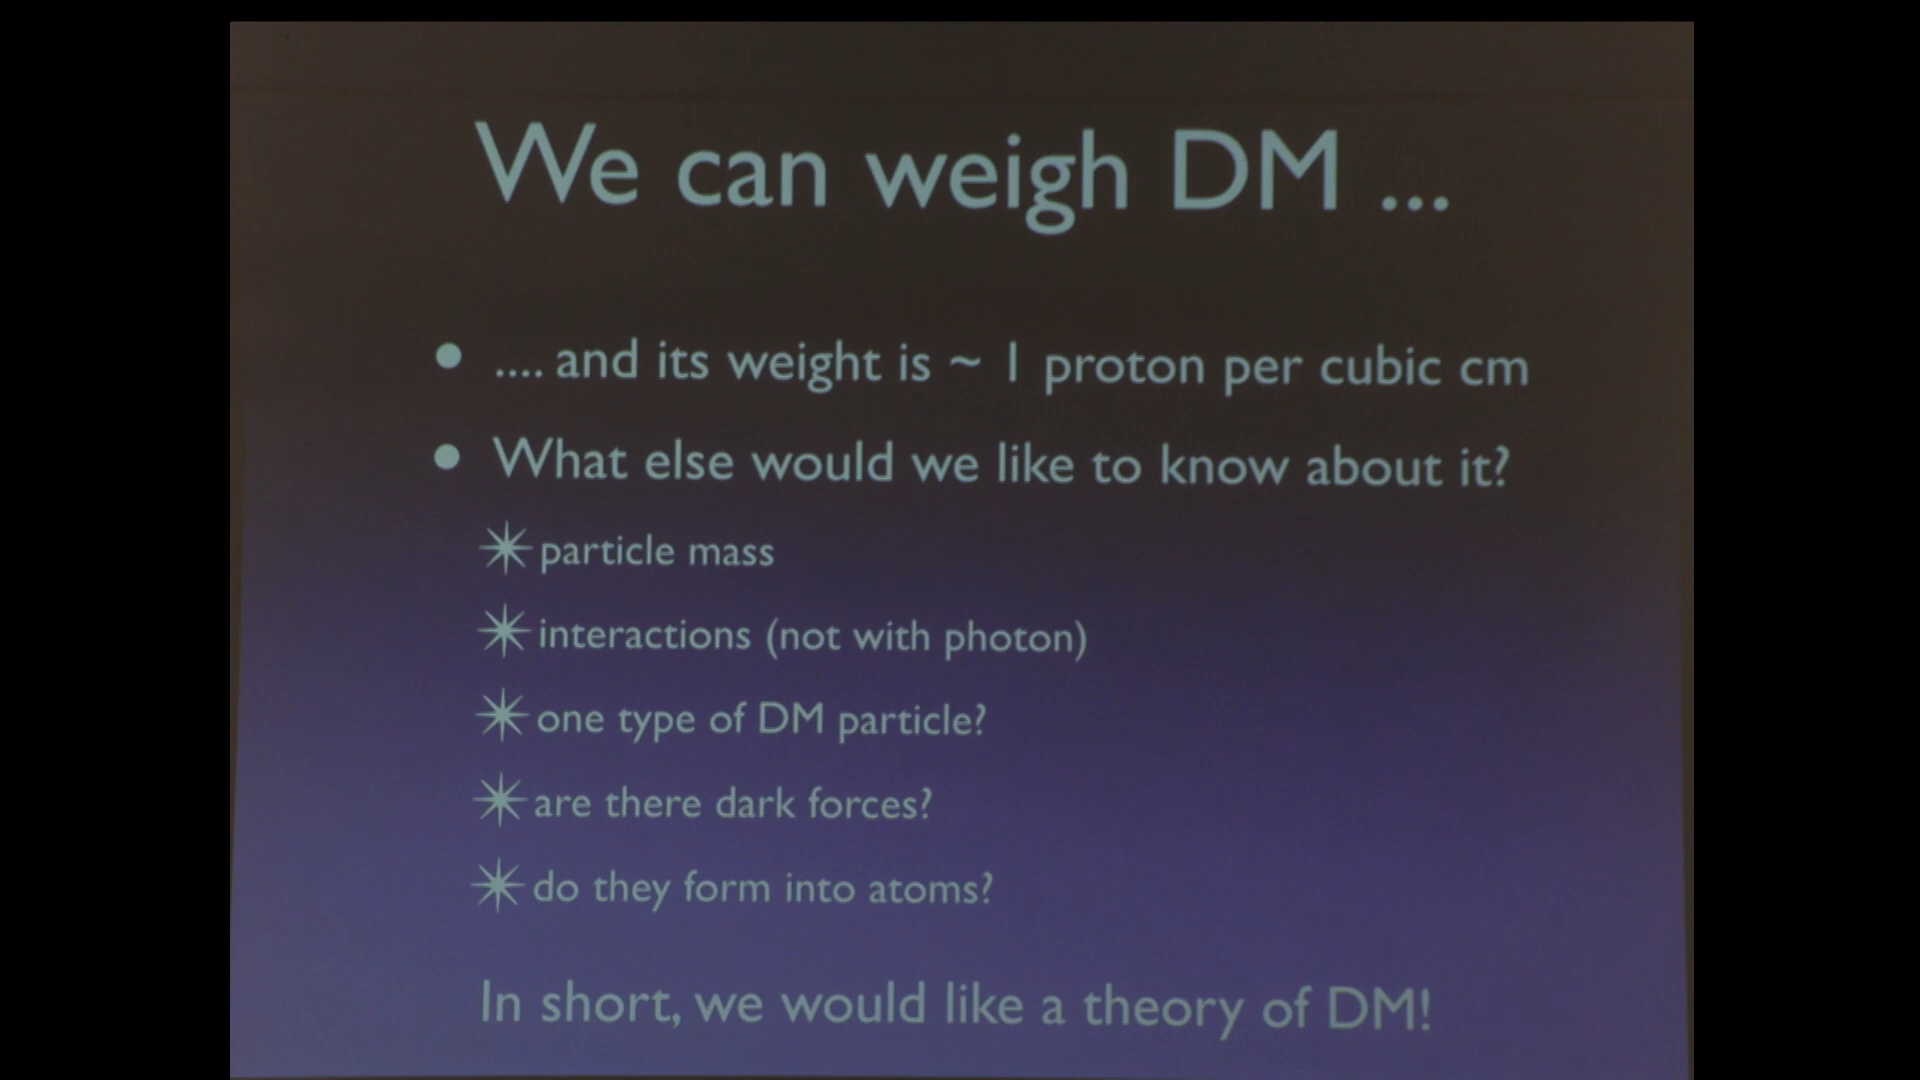 We can weigh DM ...
• .... and its weight is ~ 1 proton per cubic cm
• What else would we like to know about it?
✳ particle mass
✳ interactions (not with photon)
✳ one type of DM particle?
✳ are there dark forces?
✳ do they form into atoms?
In short, we would like a theory of DM!